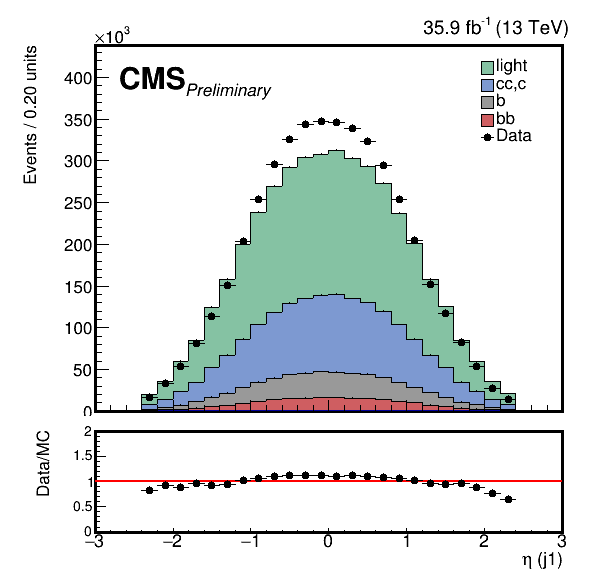 35.9 fb⁻¹ (13 TeV)
×10³
CMS Preliminary
light
cc,c
b
bb
Data
Events / 0.20 units
400
350
300
250
200
150
100
50
0
Data/MC
2
1.5
1
0.5
0
−3 −2 −1 0 1 2 3
η (j1)